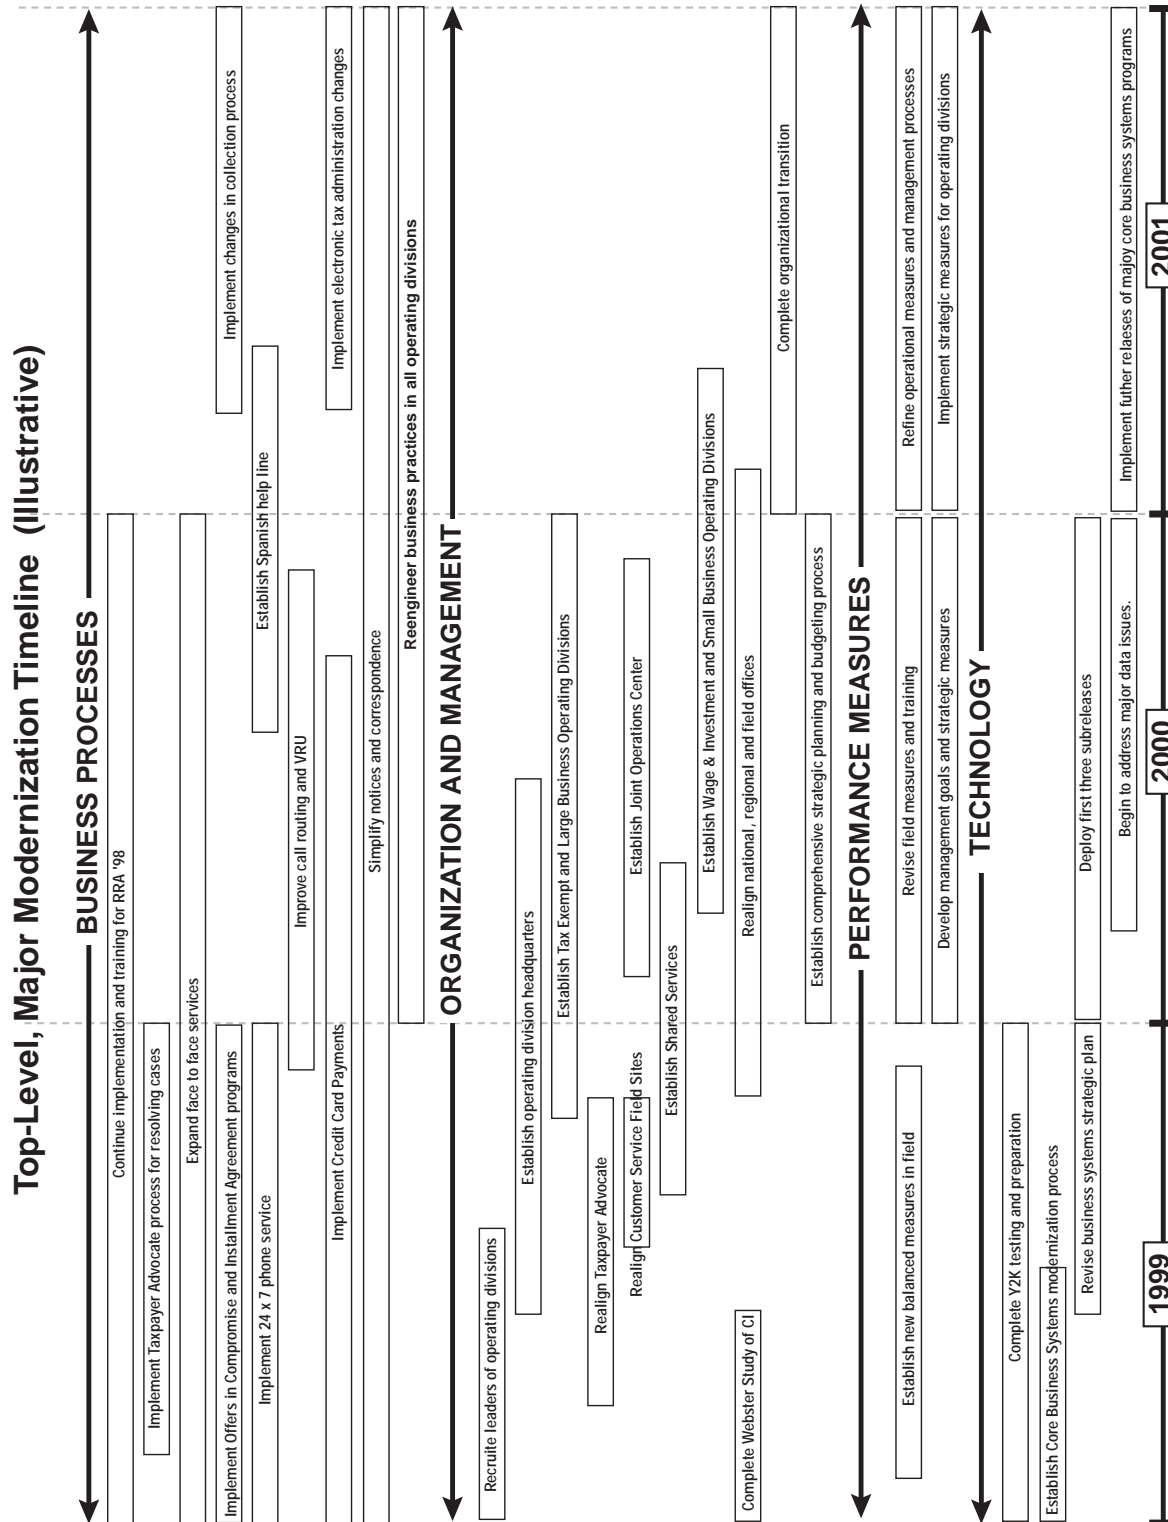 Top-Level, Major Modernization Timeline (Illustrative)
BUSINESS PROCESSES
Continue implementation and training for RRA '98
Implement Taxpayer Advocate process for resolving cases
Expand face to face services
Implement Offers in Compromise and Installment Agreement programs
Implement changes in collection process
Implement 24 x 7 phone service
Establish Spanish help line
Improve call routing and VRU
Implement Credit Card Payments
Implement electronic tax administration changes
Simplify notices and correspondence
Reengineer business practices in all operating divisions
ORGANIZATION AND MANAGEMENT
Recruite leaders of operating divisions
Establish operating division headquarters
Establish Tax Exempt and Large Business Operating Divisions
Realign Taxpayer Advocate
Realign Customer Service Field Sites
Establish Joint Operations Center
Establish Shared Services
Establish Wage & Investment and Small Business Operating Divisions
Complete Webster Study of CI
Realign national, regional and field offices
Complete organizational transition
Establish comprehensive strategic planning and budgeting process
PERFORMANCE MEASURES
Establish new balanced measures in field
Revise field measures and training
Refine operational measures and management processes
Develop management goals and strategic measures
Implement strategic measures for operating divisions
TECHNOLOGY
Complete Y2K testing and preparation
Establish Core Business Systems modernization process
Revise business systems strategic plan
Deploy first three subreleases
Begin to address major data issues.
Implement futher relaeses of majoy core business systems programs
1999
2000
2001